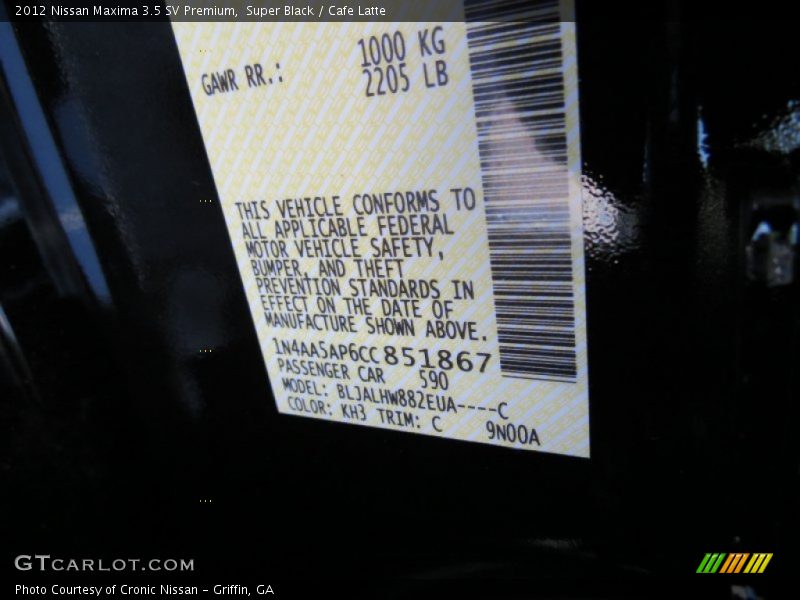 2012 Nissan Maxima 3.5 SV Premium,  Super Black / Cafe Latte
GAWR RR.: 1000 KG
2205 LB
THIS VEHICLE CONFORMS TO
ALL APPLICABLE FEDERAL
MOTOR VEHICLE SAFETY,
BUMPER, AND THEFT
PREVENTION STANDARDS IN
EFFECT ON THE DATE OF
MANUFACTURE SHOWN ABOVE.
1N4AA5AP6CC851867
PASSENGER CAR 590
MODEL: BLJALHW882EUA----C
COLOR: KH3 TRIM: C 9N00A
GTCARLOT.COM
Photo Courtesy of Cronic Nissan - Griffin, GA